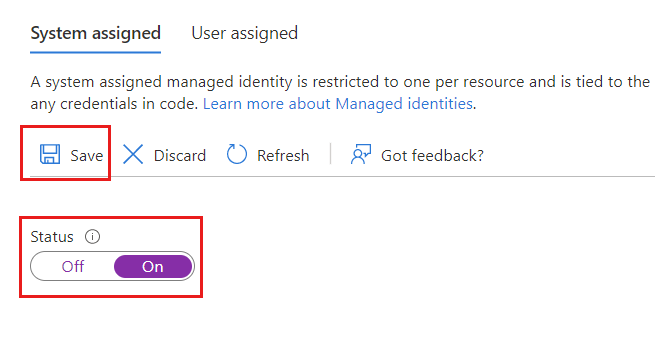 System assigned User assigned
A system assigned managed identity is restricted to one per resource and is tied to the
any credentials in code. Learn more about Managed identities.
Save Discard Refresh Got feedback?
Status
Off On